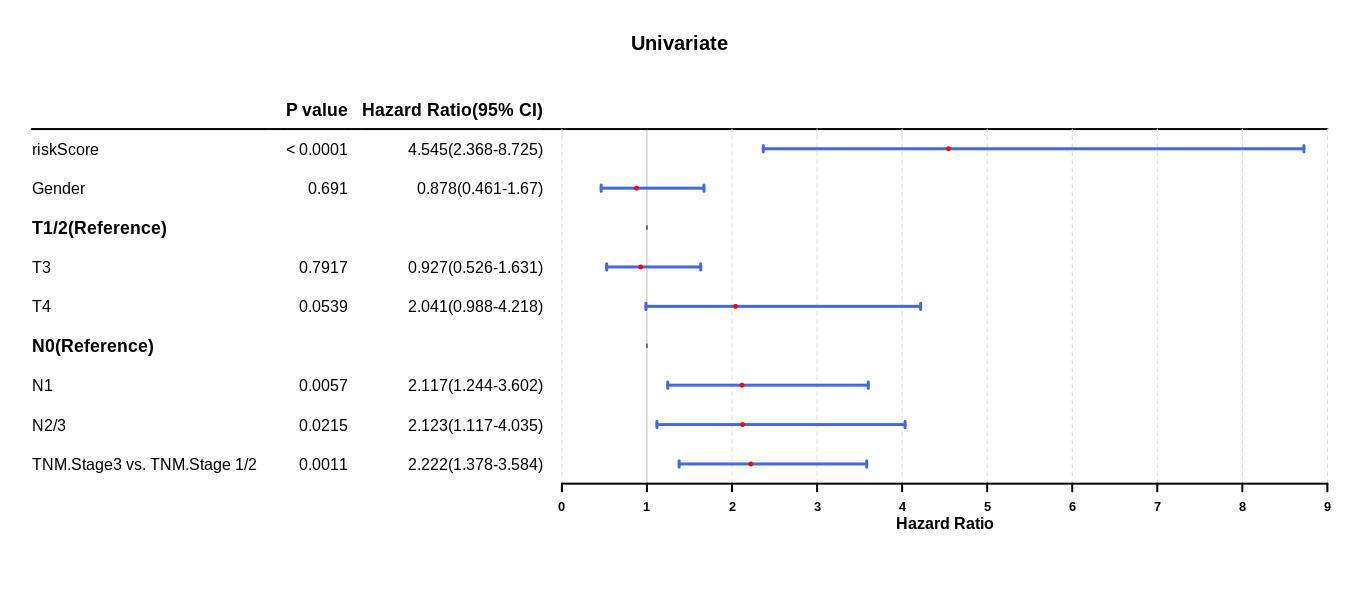 Univariate
P value Hazard Ratio(95% CI)
riskScore < 0.0001 4.545(2.368-8.725)
Gender 0.691 0.878(0.461-1.67)
T1/2(Reference)
T3 0.7917 0.927(0.526-1.631)
T4 0.0539 2.041(0.988-4.218)
N0(Reference)
N1 0.0057 2.117(1.244-3.602)
N2/3 0.0215 2.123(1.117-4.035)
TNM.Stage3 vs. TNM.Stage 1/2 0.0011 2.222(1.378-3.584)
0 1 2 3 4 5 6 7 8 9
Hazard Ratio